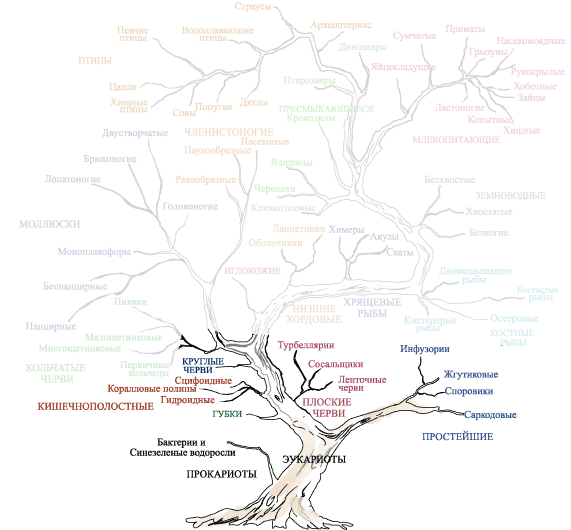 Страусы
Певчие
птицы
Водоплавающие
птицы
Археоптерикс
Динозавры
Сумчатые
Приматы
Насекомоядные
Грызуны
ПТИЦЫ
Яйцекладущие
Рукокрылые
Птерозавры
Хоботные
Цапли
Зайцы
Хищные
птицы
Совы
Попугаи
Дятлы
ПРЕСМЫКАЮЩИЕСЯ
Крокодилы
Ластоногие
Копытные
Хищные
Двустворчатые
ЧЛЕНИСТОНОГИЕ
Насекомые
МЛЕКОПИТАЮЩИЕ
Паукообразные
Брюхоногие
Ящерицы
Лопатоногие
Ракообразные
Черепахи
Бесхвостые
ЗЕМНОВОДНЫЕ
Головоногие
Клювоголовые
Хвостатые
МОЛЛЮСКИ
Ланцетники
Химеры
Акулы
Безногие
Оболочники
Скаты
Моноплакофоры
ИГЛОКОЖИЕ
Двоякодышащие
рыбы
Беспанцирные
Костистые
рыбы
Пиявки
НИЗШИЕ
ХОРДОВЫЕ
ХРЯЩЕВЫЕ
РЫБЫ
Панцирные
Кистеперые
рыбы
Осетровые
Малощетинковые
КОСТНЫЕ
РЫБЫ
Многощетинковые
Турбеллярии
Инфузории
КОЛЬЧАТЫЕ
ЧЕРВИ
Первичные
кольчецы
КРУГЛЫЕ
ЧЕРВИ
Сосальщики
Сцифоидные
Ленточные
черви
Жгутиковые
Коралловые полипы
Споровики
Гидроидные
КИШЕЧНОПОЛОСТНЫЕ
ГУБКИ
ПЛОСКИЕ
ЧЕРВИ
Саркодовые
Бактерии и
Синезеленые водоросли
ПРОСТЕЙШИЕ
ЭУКАРИОТЫ
ПРОКАРИОТЫ